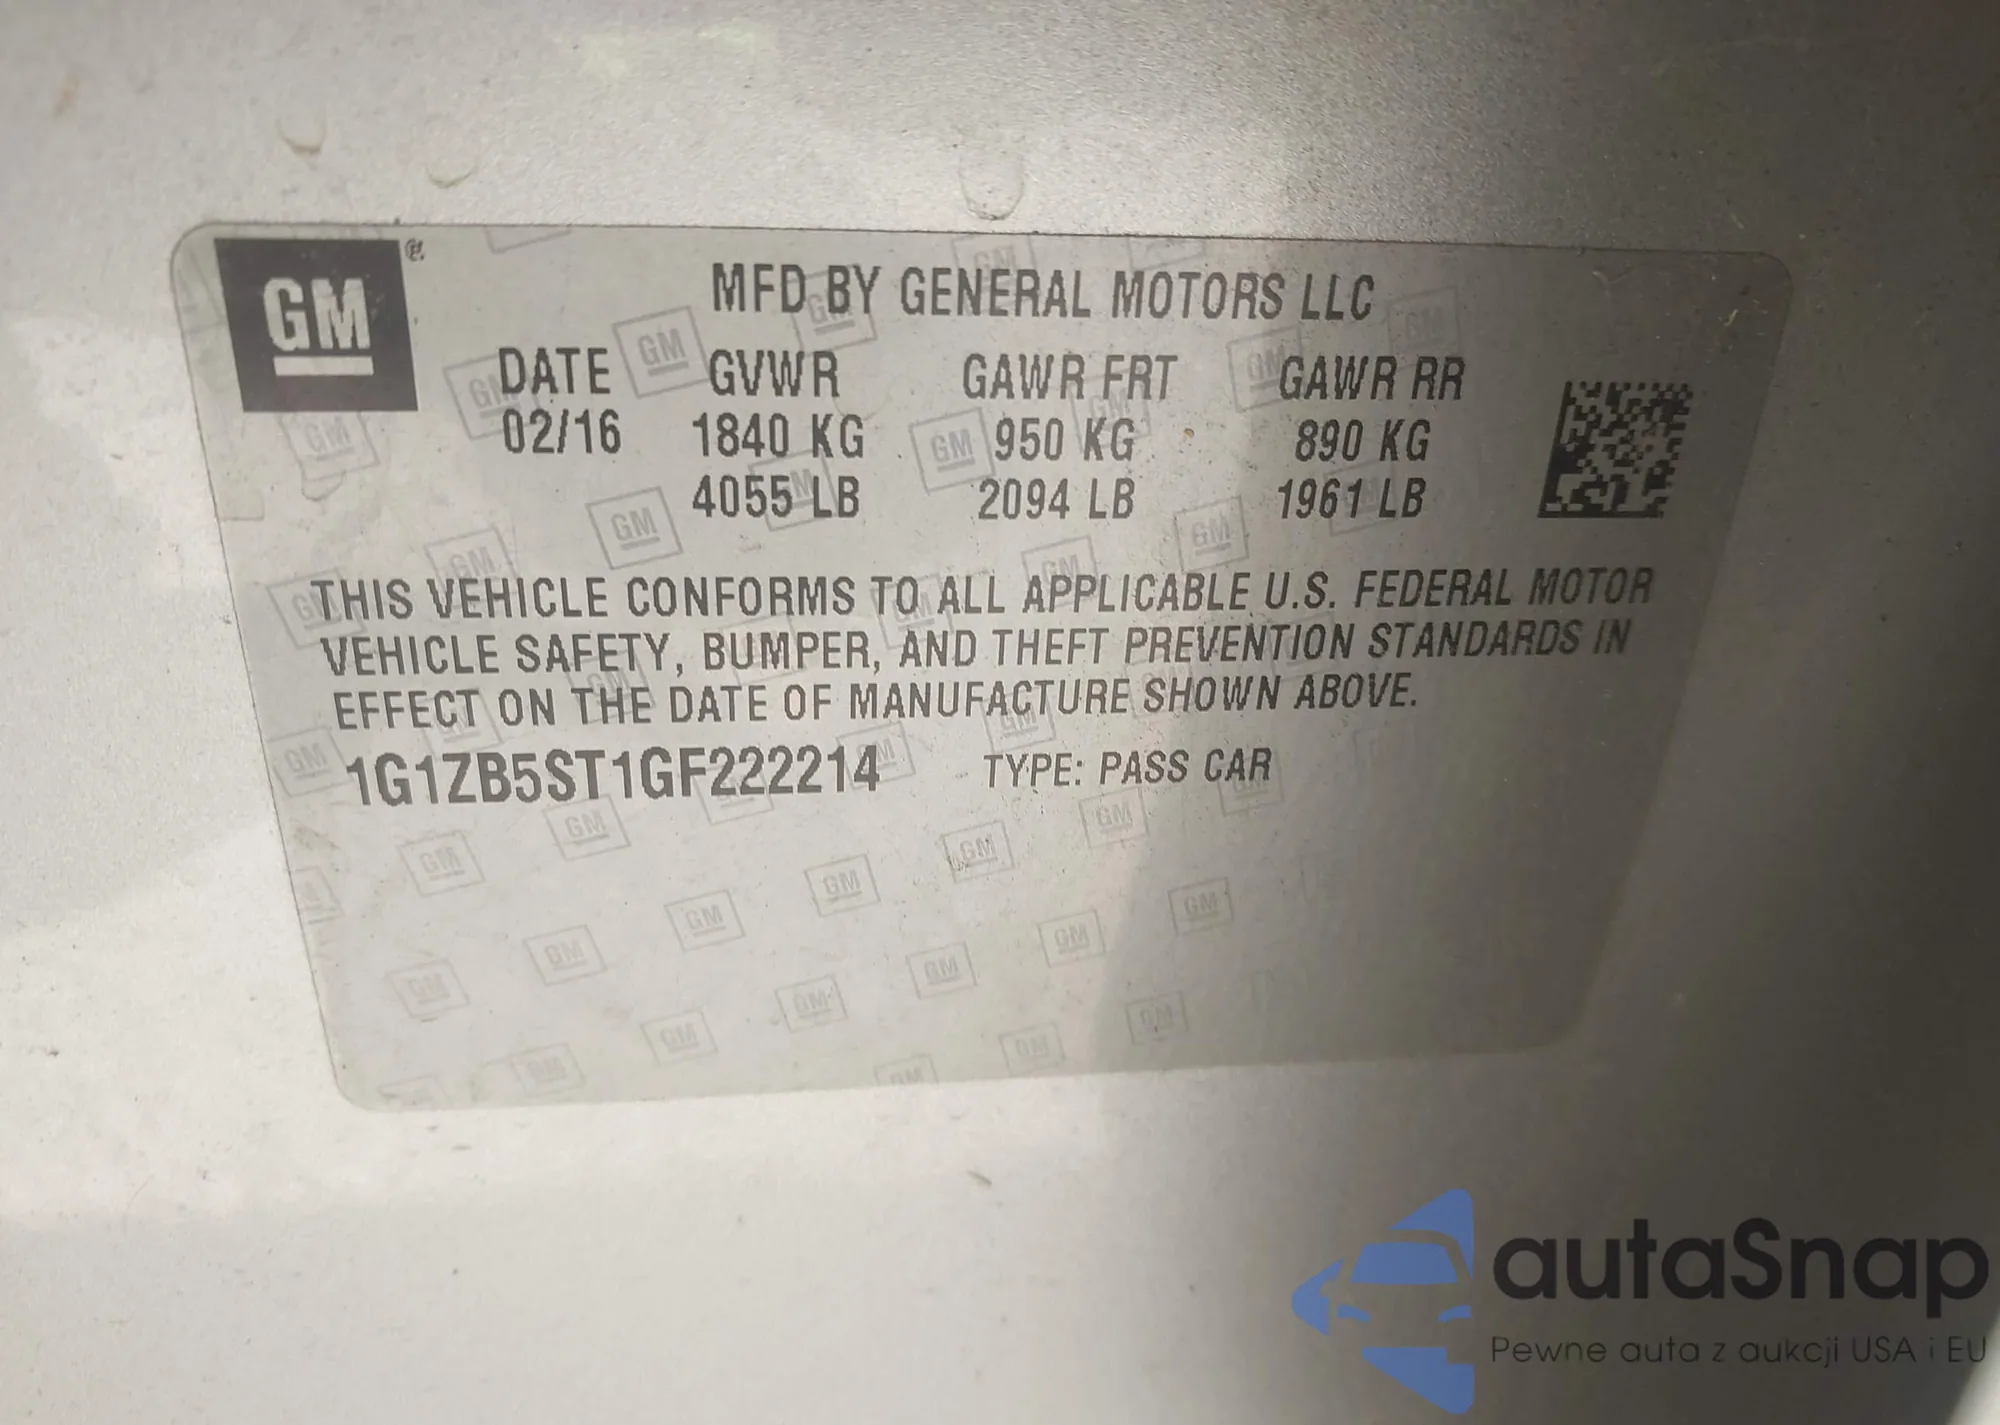 GM
MFD BY GENERAL MOTORS LLC
DATE GVWR GAWR FRT GAWR RR
02/16 1840 KG 950 KG 890 KG
4055 LB 2094 LB 1961 LB
THIS VEHICLE CONFORMS TO ALL APPLICABLE U.S. FEDERAL MOTOR
VEHICLE SAFETY, BUMPER, AND THEFT PREVENTION STANDARDS IN
EFFECT ON THE DATE OF MANUFACTURE SHOWN ABOVE.
1G1ZB5ST1GF222214 TYPE: PASS CAR
autaSnap
Pewne auta z aukcji USA i EU